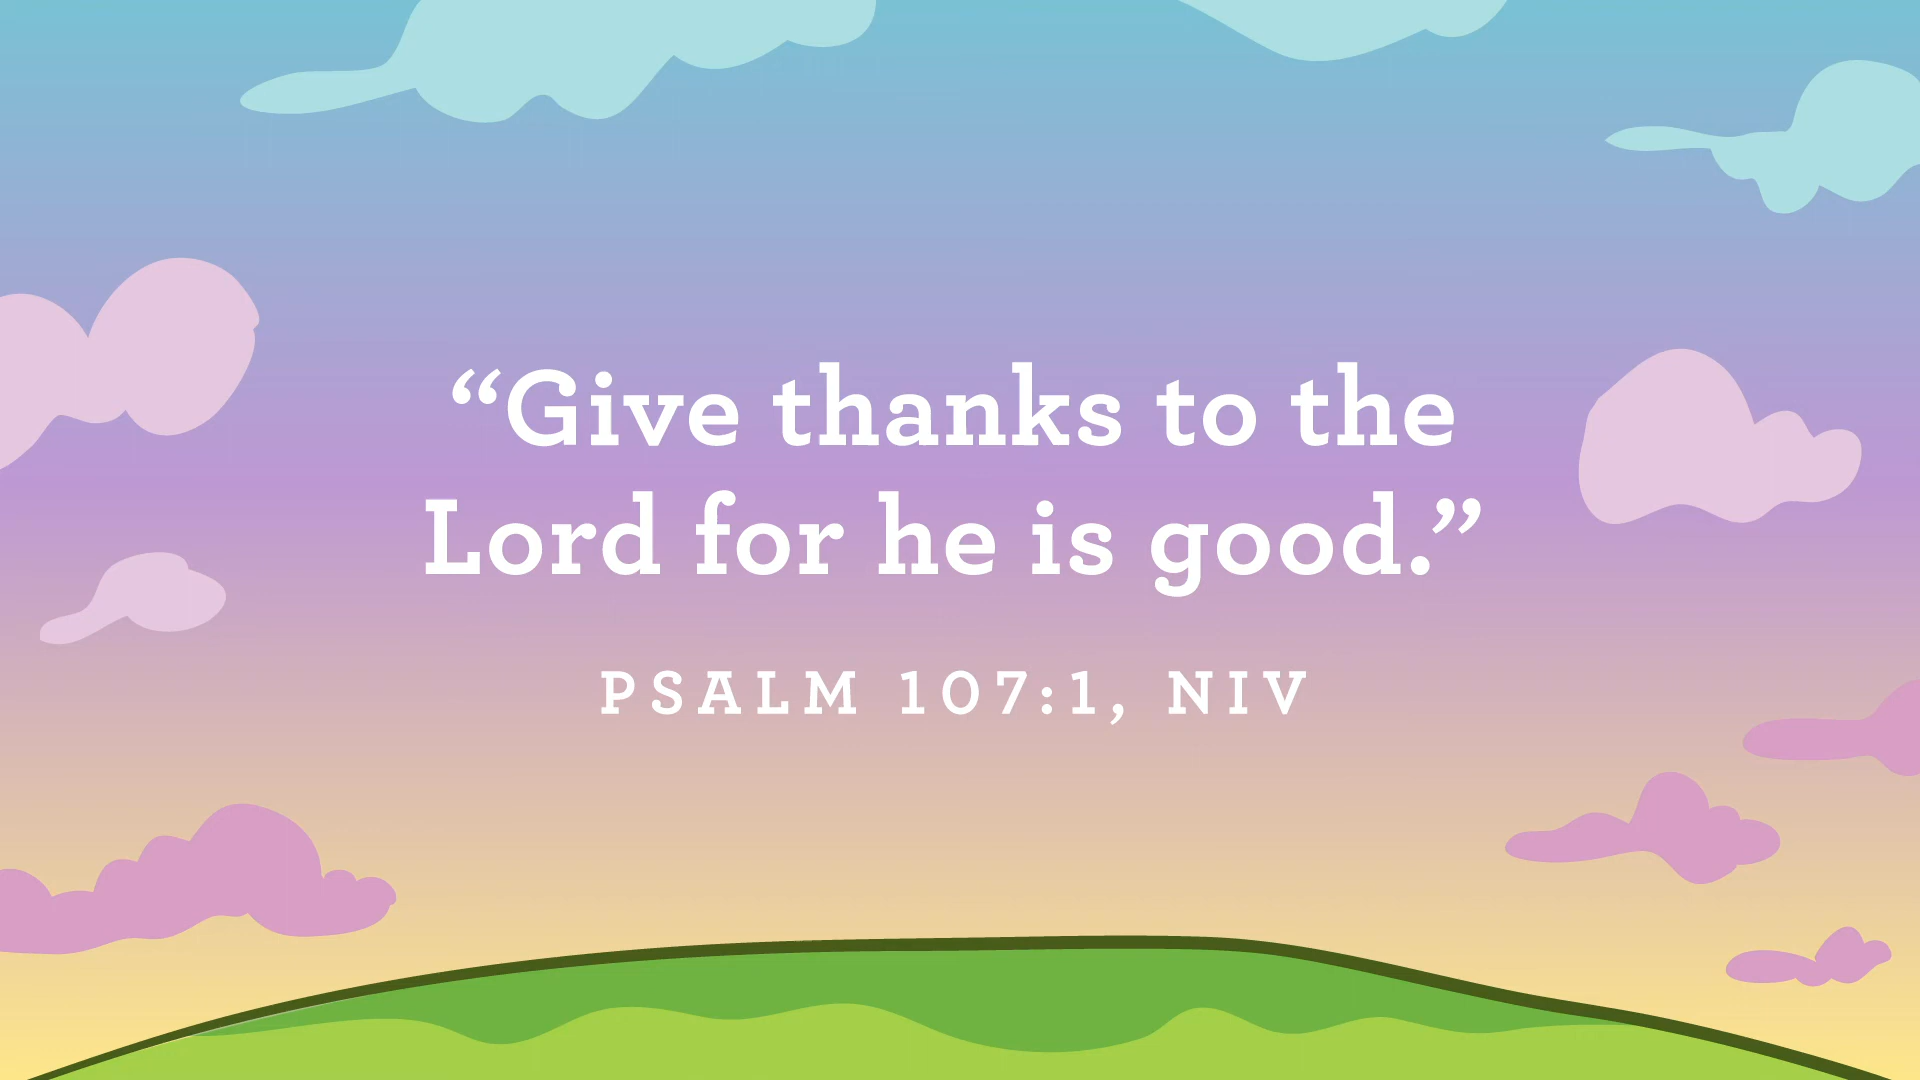 “Give thanks to the
Lord for he is good.”
PSALM 107:1, NIV